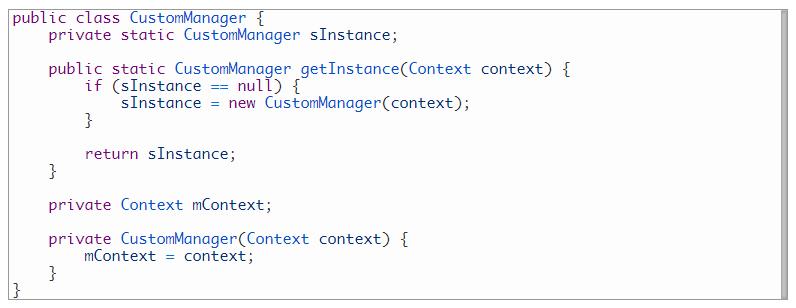 public class CustomManager {
    private static CustomManager sInstance;

    public static CustomManager getInstance(Context context) {
        if (sInstance == null) {
            sInstance = new CustomManager(context);
        }

        return sInstance;
    }

    private Context mContext;

    private CustomManager(Context context) {
        mContext = context;
    }
}